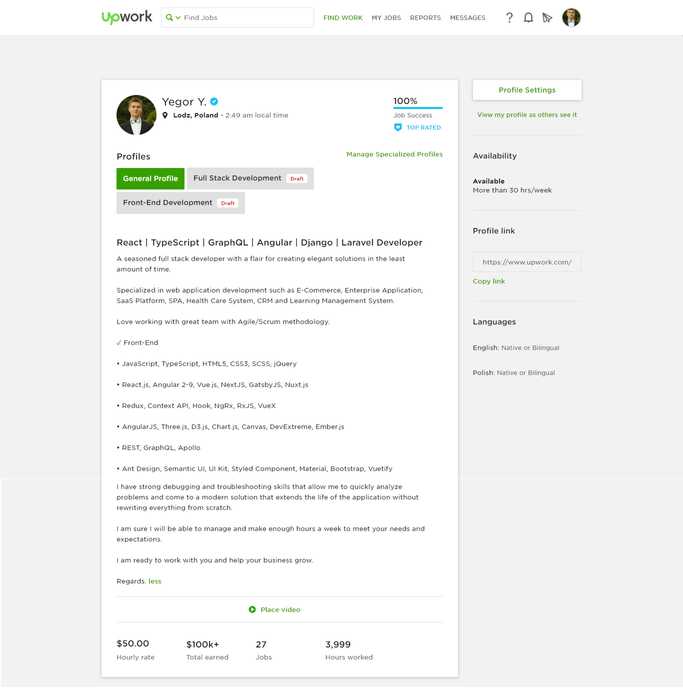 upwork
Find Jobs
FIND WORK
MY JOBS
REPORTS
MESSAGES
?
Yegor Y.
Lodz, Poland - 2:49 am local time
100%
Job Success
TOP RATED
Profiles
Manage Specialized Profiles
General Profile
Full Stack Development Draft
Front-End Development Draft
React | TypeScript | GraphQL | Angular | Django | Laravel Developer
A seasoned full stack developer with a flair for creating elegant solutions in the least
amount of time.
Specialized in web application development such as E-Commerce, Enterprise Application,
SaaS Platform, SPA, Health Care System, CRM and Learning Management System.
Love working with great team with Agile/Scrum methodology.
✓ Front-End
• JavaScript, TypeScript, HTML5, CSS3, SCSS, jQuery
• React.js, Angular 2-9, Vue.js, NextJS, GatsbyJS, Nuxt.js
• Redux, Context API, Hook, NgRx, RxJS, VueX
• AngularJS, Three.js, D3.js, Chart.js, Canvas, DevExtreme, Ember.js
• REST, GraphQL, Apollo
• Ant Design, Semantic UI, UI Kit, Styled Component, Material, Bootstrap, Vuetify
I have strong debugging and troubleshooting skills that allow me to quickly analyze
problems and come to a modern solution that extends the life of the application without
rewriting everything from scratch.
I am sure I will be able to manage and make enough hours a week to meet your needs and
expectations.
I am ready to work with you and help your business grow.
Regards. less
Place video
$50.00
Hourly rate
$100k+
Total earned
27
Jobs
3,999
Hours worked
Profile Settings
View my profile as others see it
Availability
Available
More than 30 hrs/week
Profile link
https://www.upwork.com/
Copy link
Languages
English: Native or Bilingual
Polish: Native or Bilingual